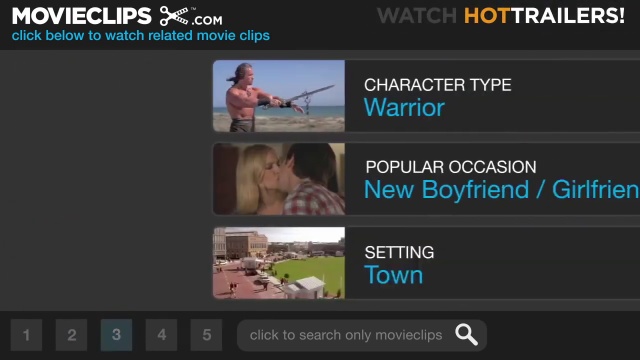 MOVIECLIPS .COM
WATCH HOTTRAILERS!
click below to watch related movie clips
CHARACTER TYPE
Warrior
POPULAR OCCASION
New Boyfriend / Girlfrien
SETTING
Town
1 2 3 4 5
click to search only movieclips